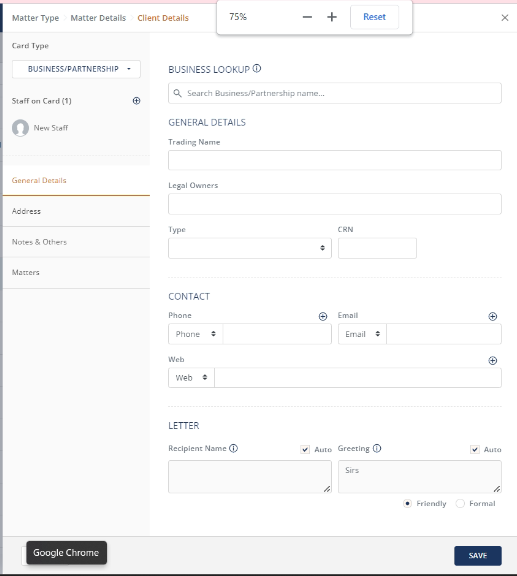 Matter Type Matter Details Client Details
75% Reset
Card Type
BUSINESS/PARTNERSHIP
Staff on Card (1)
New Staff
General Details
Address
Notes & Others
Matters
BUSINESS LOOKUP
Search Business/Partnership name...
GENERAL DETAILS
Trading Name
Legal Owners
Type CRN
CONTACT
Phone Email
Phone Email
Web
Web
LETTER
Recipient Name Auto Greeting Auto
Sirs
Friendly Formal
Google Chrome
SAVE